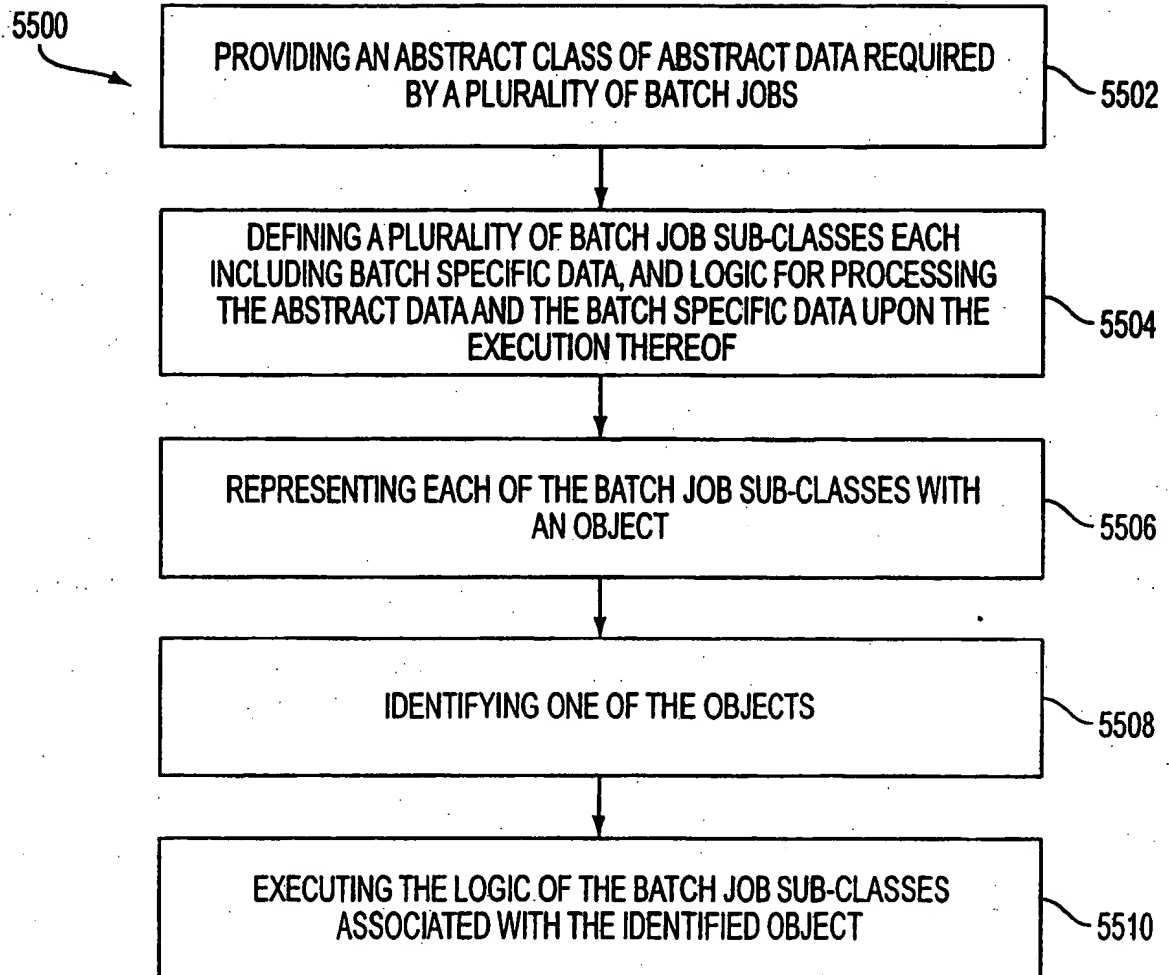 5500
PROVIDING AN ABSTRACT CLASS OF ABSTRACT DATA REQUIRED
BY A PLURALITY OF BATCH JOBS
5502
DEFINING A PLURALITY OF BATCH JOB SUB-CLASSES EACH
INCLUDING BATCH SPECIFIC DATA, AND LOGIC FOR PROCESSING
THE ABSTRACT DATA AND THE BATCH SPECIFIC DATA UPON THE
EXECUTION THEREOF
5504
REPRESENTING EACH OF THE BATCH JOB SUB-CLASSES WITH
AN OBJECT
5506
IDENTIFYING ONE OF THE OBJECTS
5508
EXECUTING THE LOGIC OF THE BATCH JOB SUB-CLASSES
ASSOCIATED WITH THE IDENTIFIED OBJECT
5510